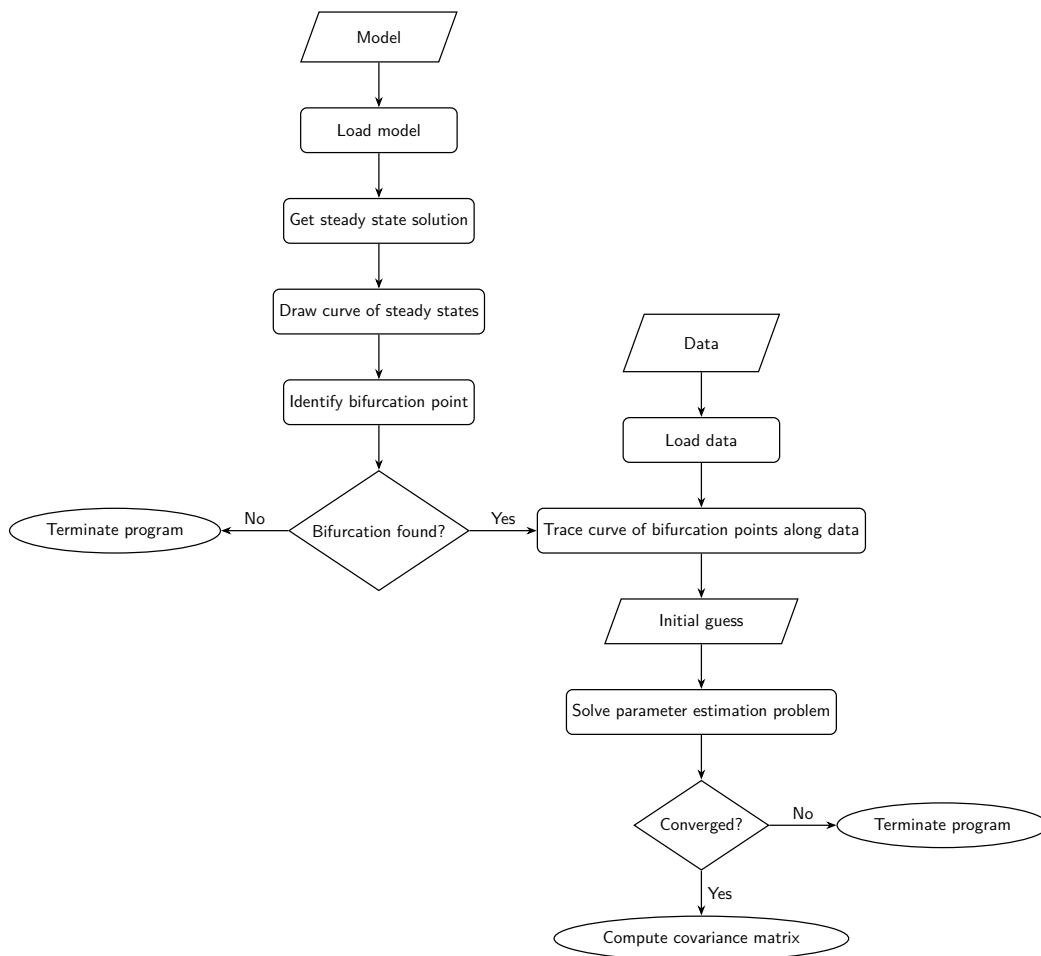 Model
Load model
Get steady state solution
Draw curve of steady states
Data
Identify bifurcation point
Load data
Terminate program
No
Bifurcation found?
Yes
Trace curve of bifurcation points along data
Initial guess
Solve parameter estimation problem
Converged?
No
Terminate program
Yes
Compute covariance matrix